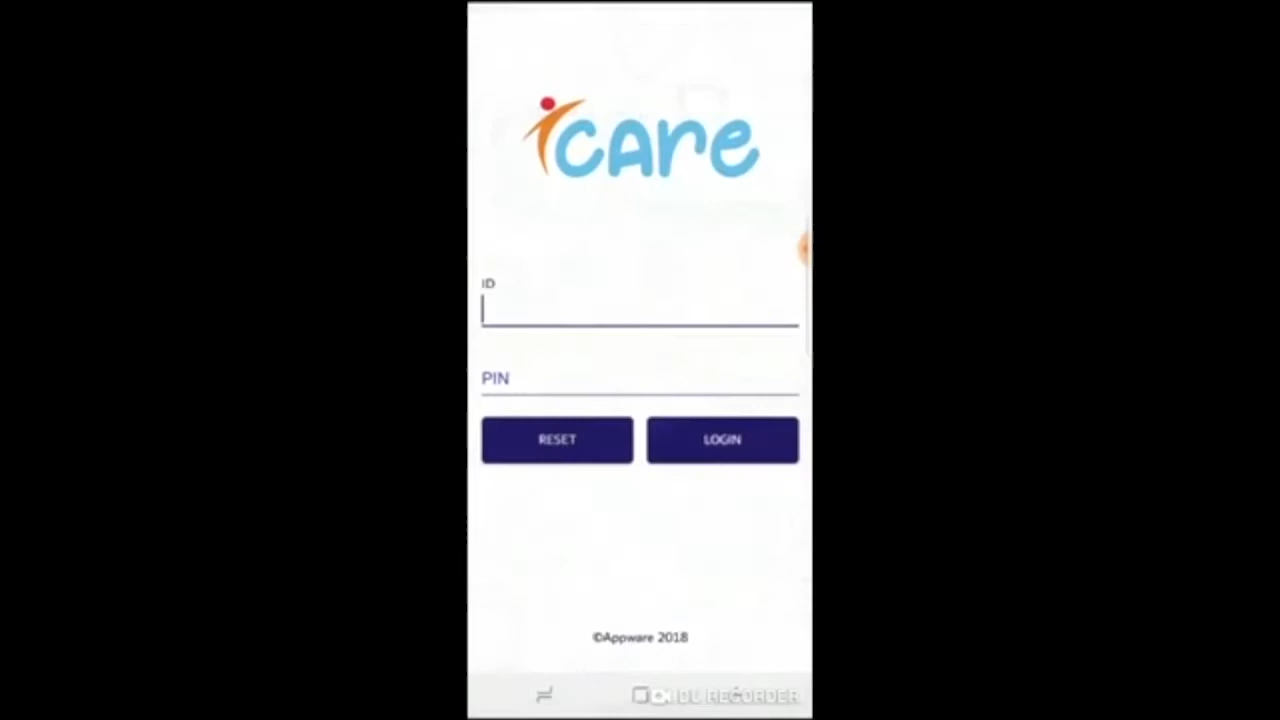 icare
ID
PIN
RESET
LOGIN
©Appware 2018
DU RECORDER